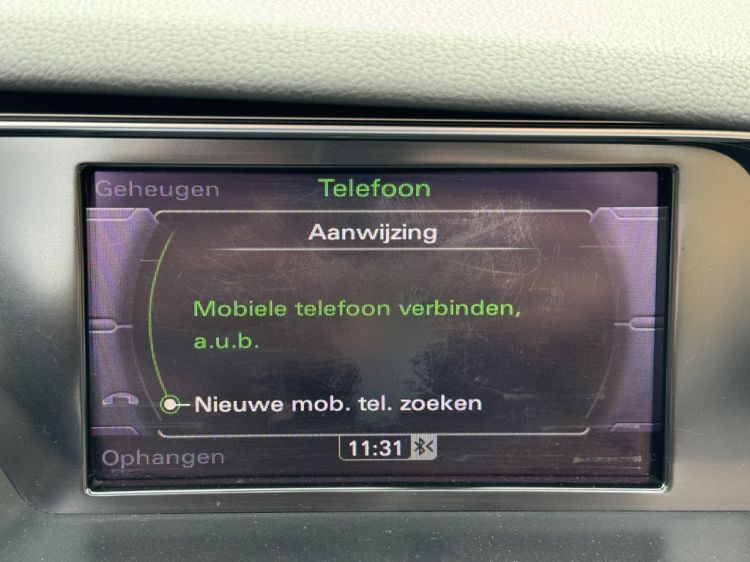 Geheugen
Telefoon
Aanwijzing
Mobiele telefoon verbinden,
a.u.b.
Nieuwe mob. tel. zoeken
Ophangen
11:31